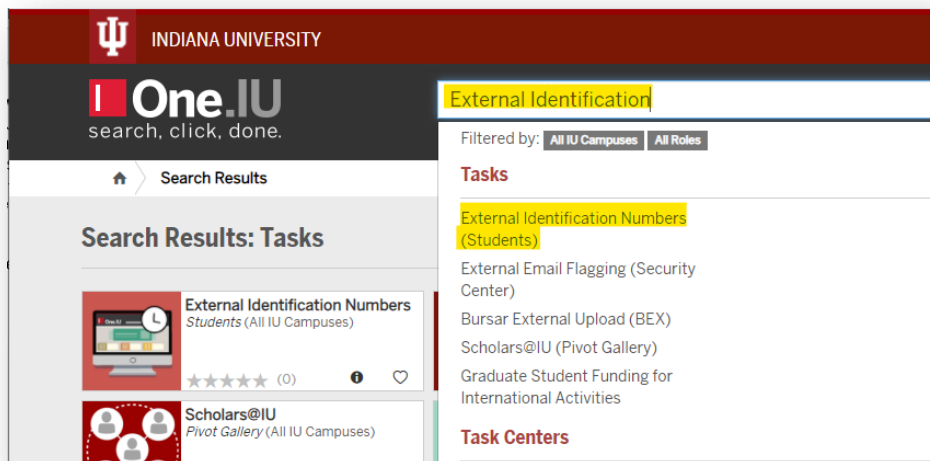 INDIANA UNIVERSITY
One.IU
search, click, done.
External Identification
Filtered by: All IU Campuses All Roles
Search Results
Tasks
External Identification Numbers
(Students)
External Email Flagging (Security
Center)
Bursar External Upload (BEX)
Scholars@IU (Pivot Gallery)
Graduate Student Funding for
International Activities
Task Centers
Search Results: Tasks
External Identification Numbers
Students (All IU Campuses)
(0)
Scholars@IU
Pivot Gallery (All IU Campuses)